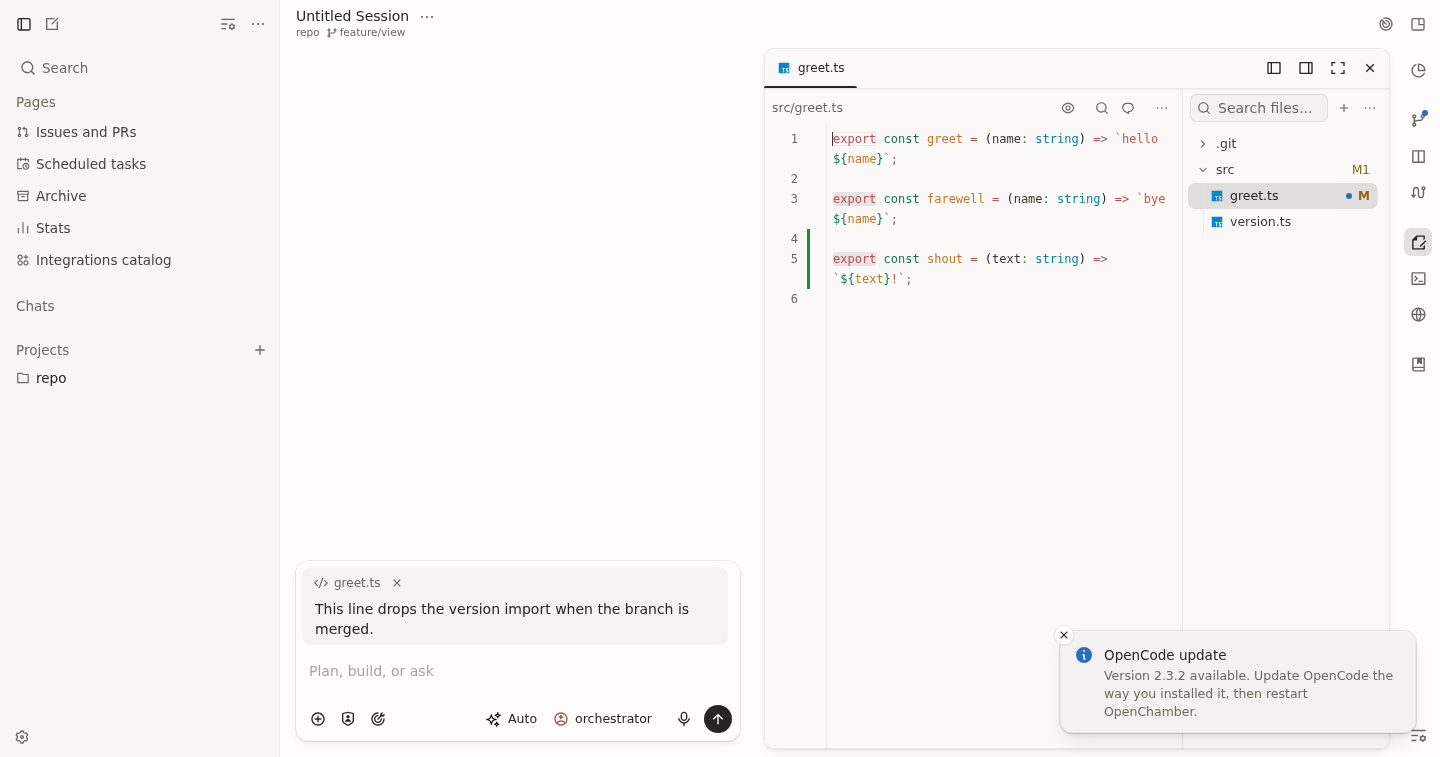 Untitled Session
repo feature/view
Search
Pages
Issues and PRs
Scheduled tasks
Archive
Stats
Integrations catalog
Chats
Projects
repo
greet.ts
This line drops the version import when the branch is
merged.
Plan, build, or ask
Auto
orchestrator
greet.ts
src/greet.ts
1 export const greet = (name: string) => `hello
${name}`;
2
3 export const farewell = (name: string) => `bye
${name}`;
4
5 export const shout = (text: string) =>
`${text}!`;
6
Search files...
.git
src M1
greet.ts M
version.ts
OpenCode update
Version 2.3.2 available. Update OpenCode the
way you installed it, then restart
OpenChamber.